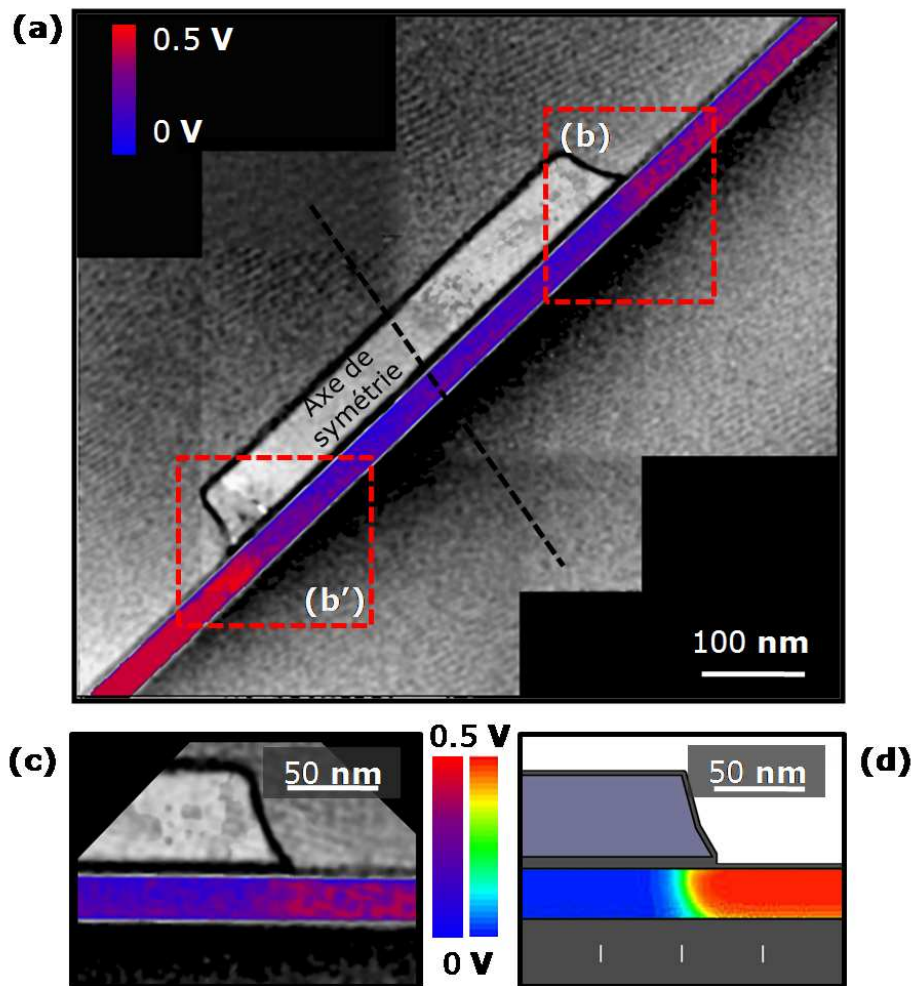 (a)
0.5 V
0 V
(b)
Axe de
symétrie
(b')
100 nm
(c)
50 nm
0.5 V
0 V
50 nm
(d)